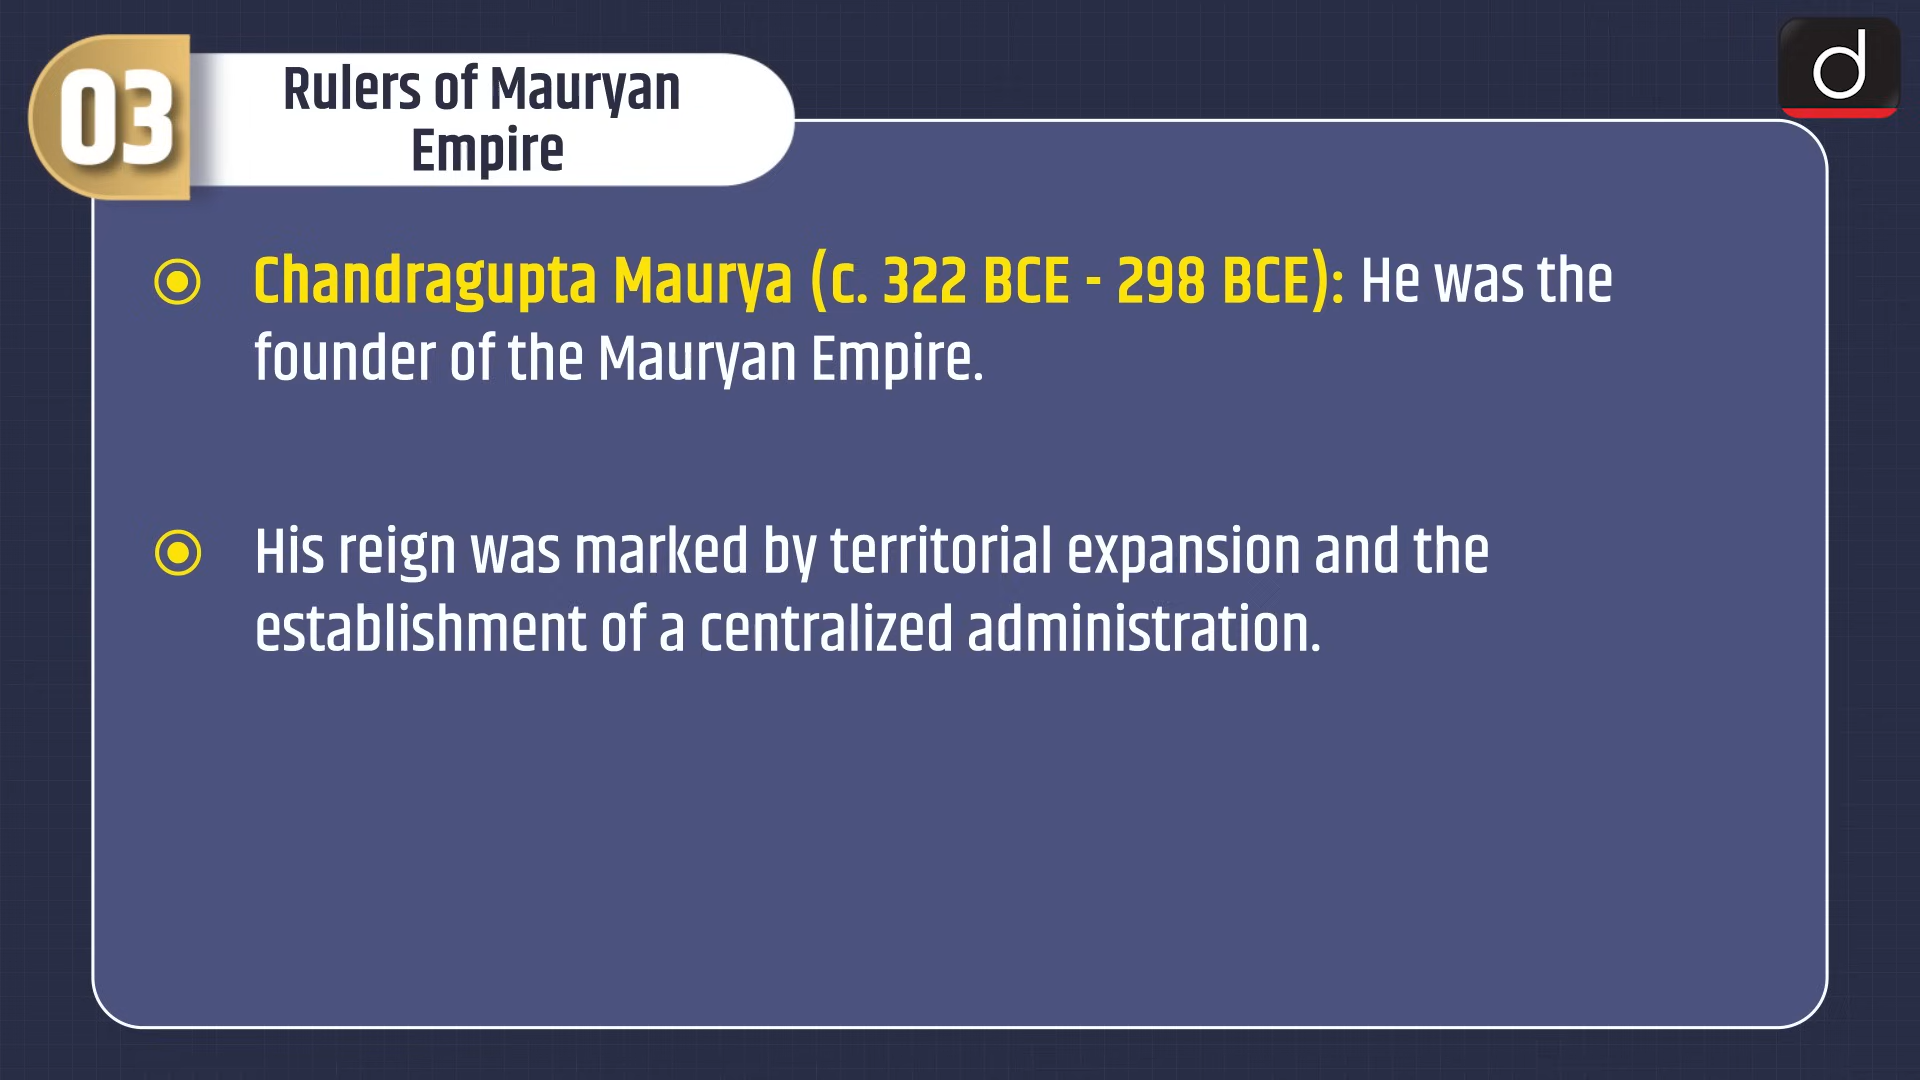 03
Rulers of Mauryan
Empire
d
Chandragupta Maurya (c. 322 BCE - 298 BCE): He was the
founder of the Mauryan Empire.
His reign was marked by territorial expansion and the
establishment of a centralized administration.